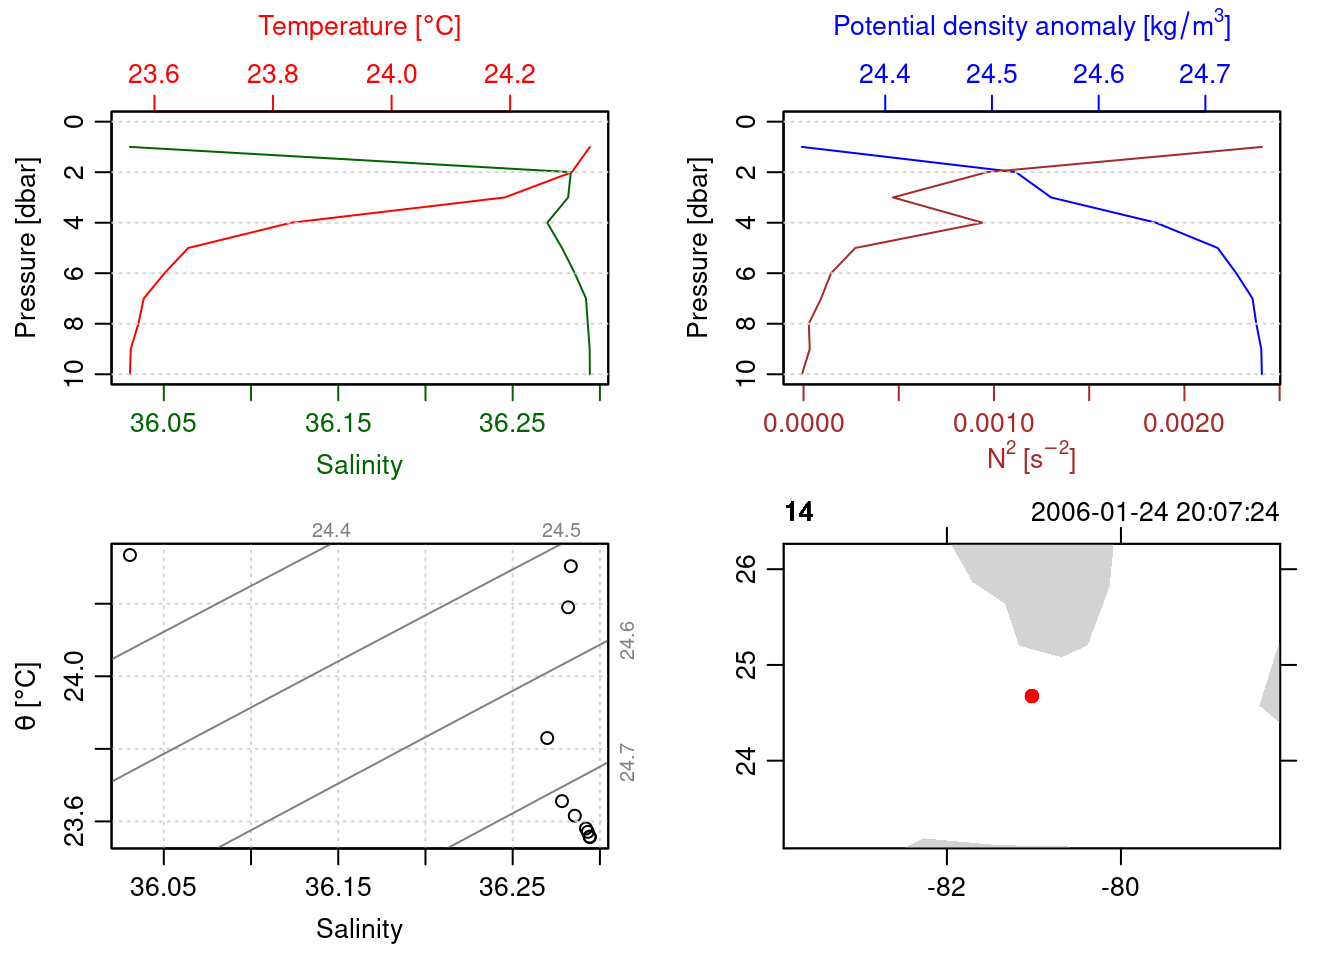 Temperature [°C]
23.6 23.8 24.0 24.2
0 2 4 6 8 10
Pressure [dbar]
36.05 36.15 36.25
Salinity
Potential density anomaly [kg/m³]
24.4 24.5 24.6 24.7
0 2 4 6 8 10
Pressure [dbar]
0.0000 0.0010 0.0020
N² [s⁻²]
24.4 24.5
24.6
24.7
23.6 24.0
θ [°C]
36.05 36.15 36.25
Salinity
14 2006-01-24 20:07:24
26
25
24
-82 -80